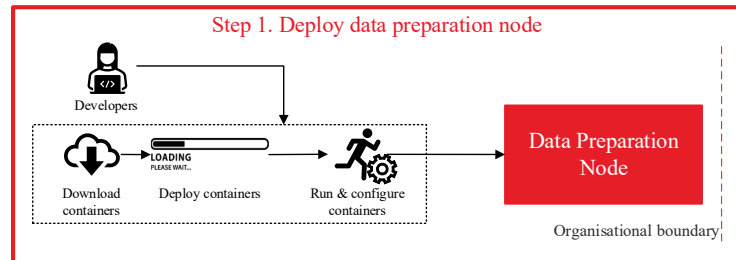 Step 1. Deploy data preparation node
</>
Developers
LOADING
PLEASE WAIT...
Download
containers
Deploy containers
Run & configure
containers
Data Preparation
Node
Organisational boundary